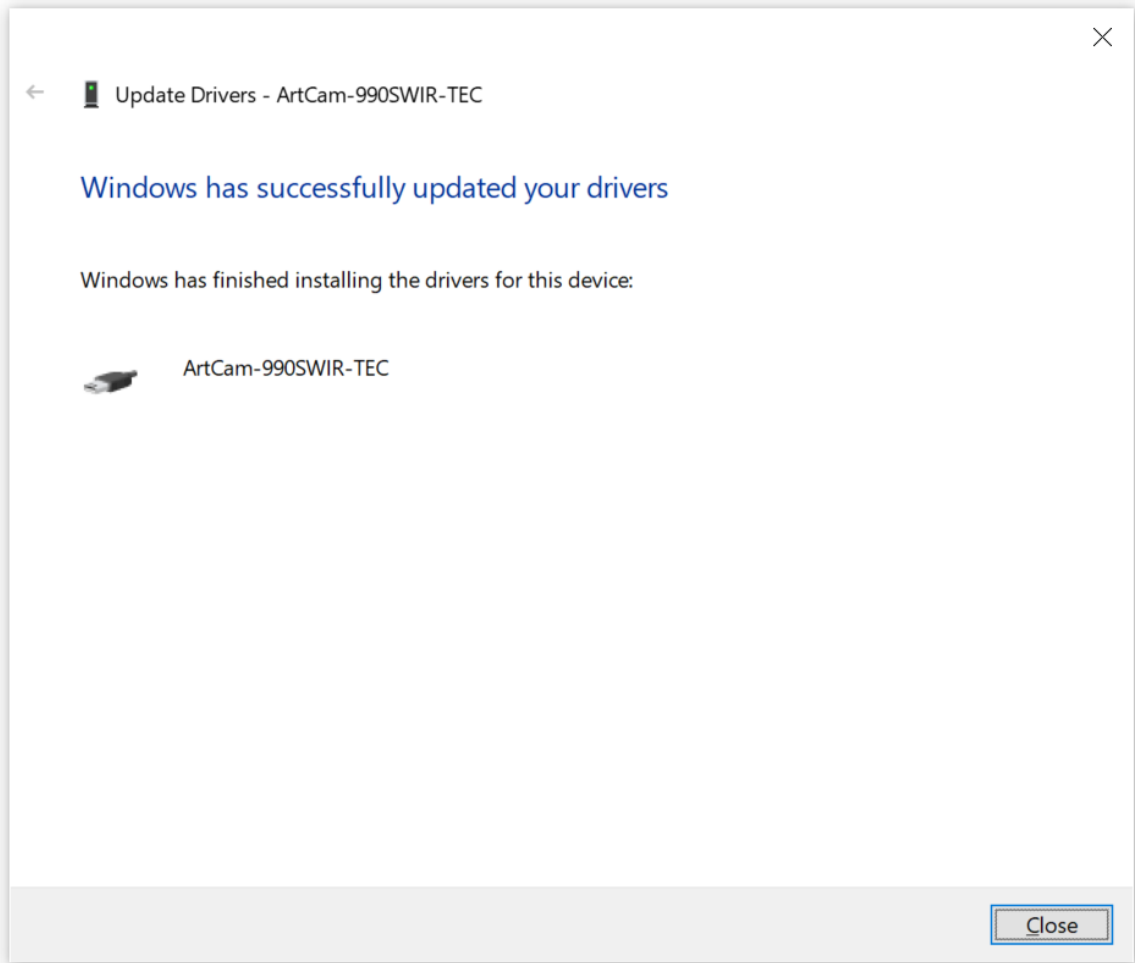 Update Drivers - ArtCam-990SWIR-TEC
Windows has successfully updated your drivers
Windows has finished installing the drivers for this device:
ArtCam-990SWIR-TEC
Close